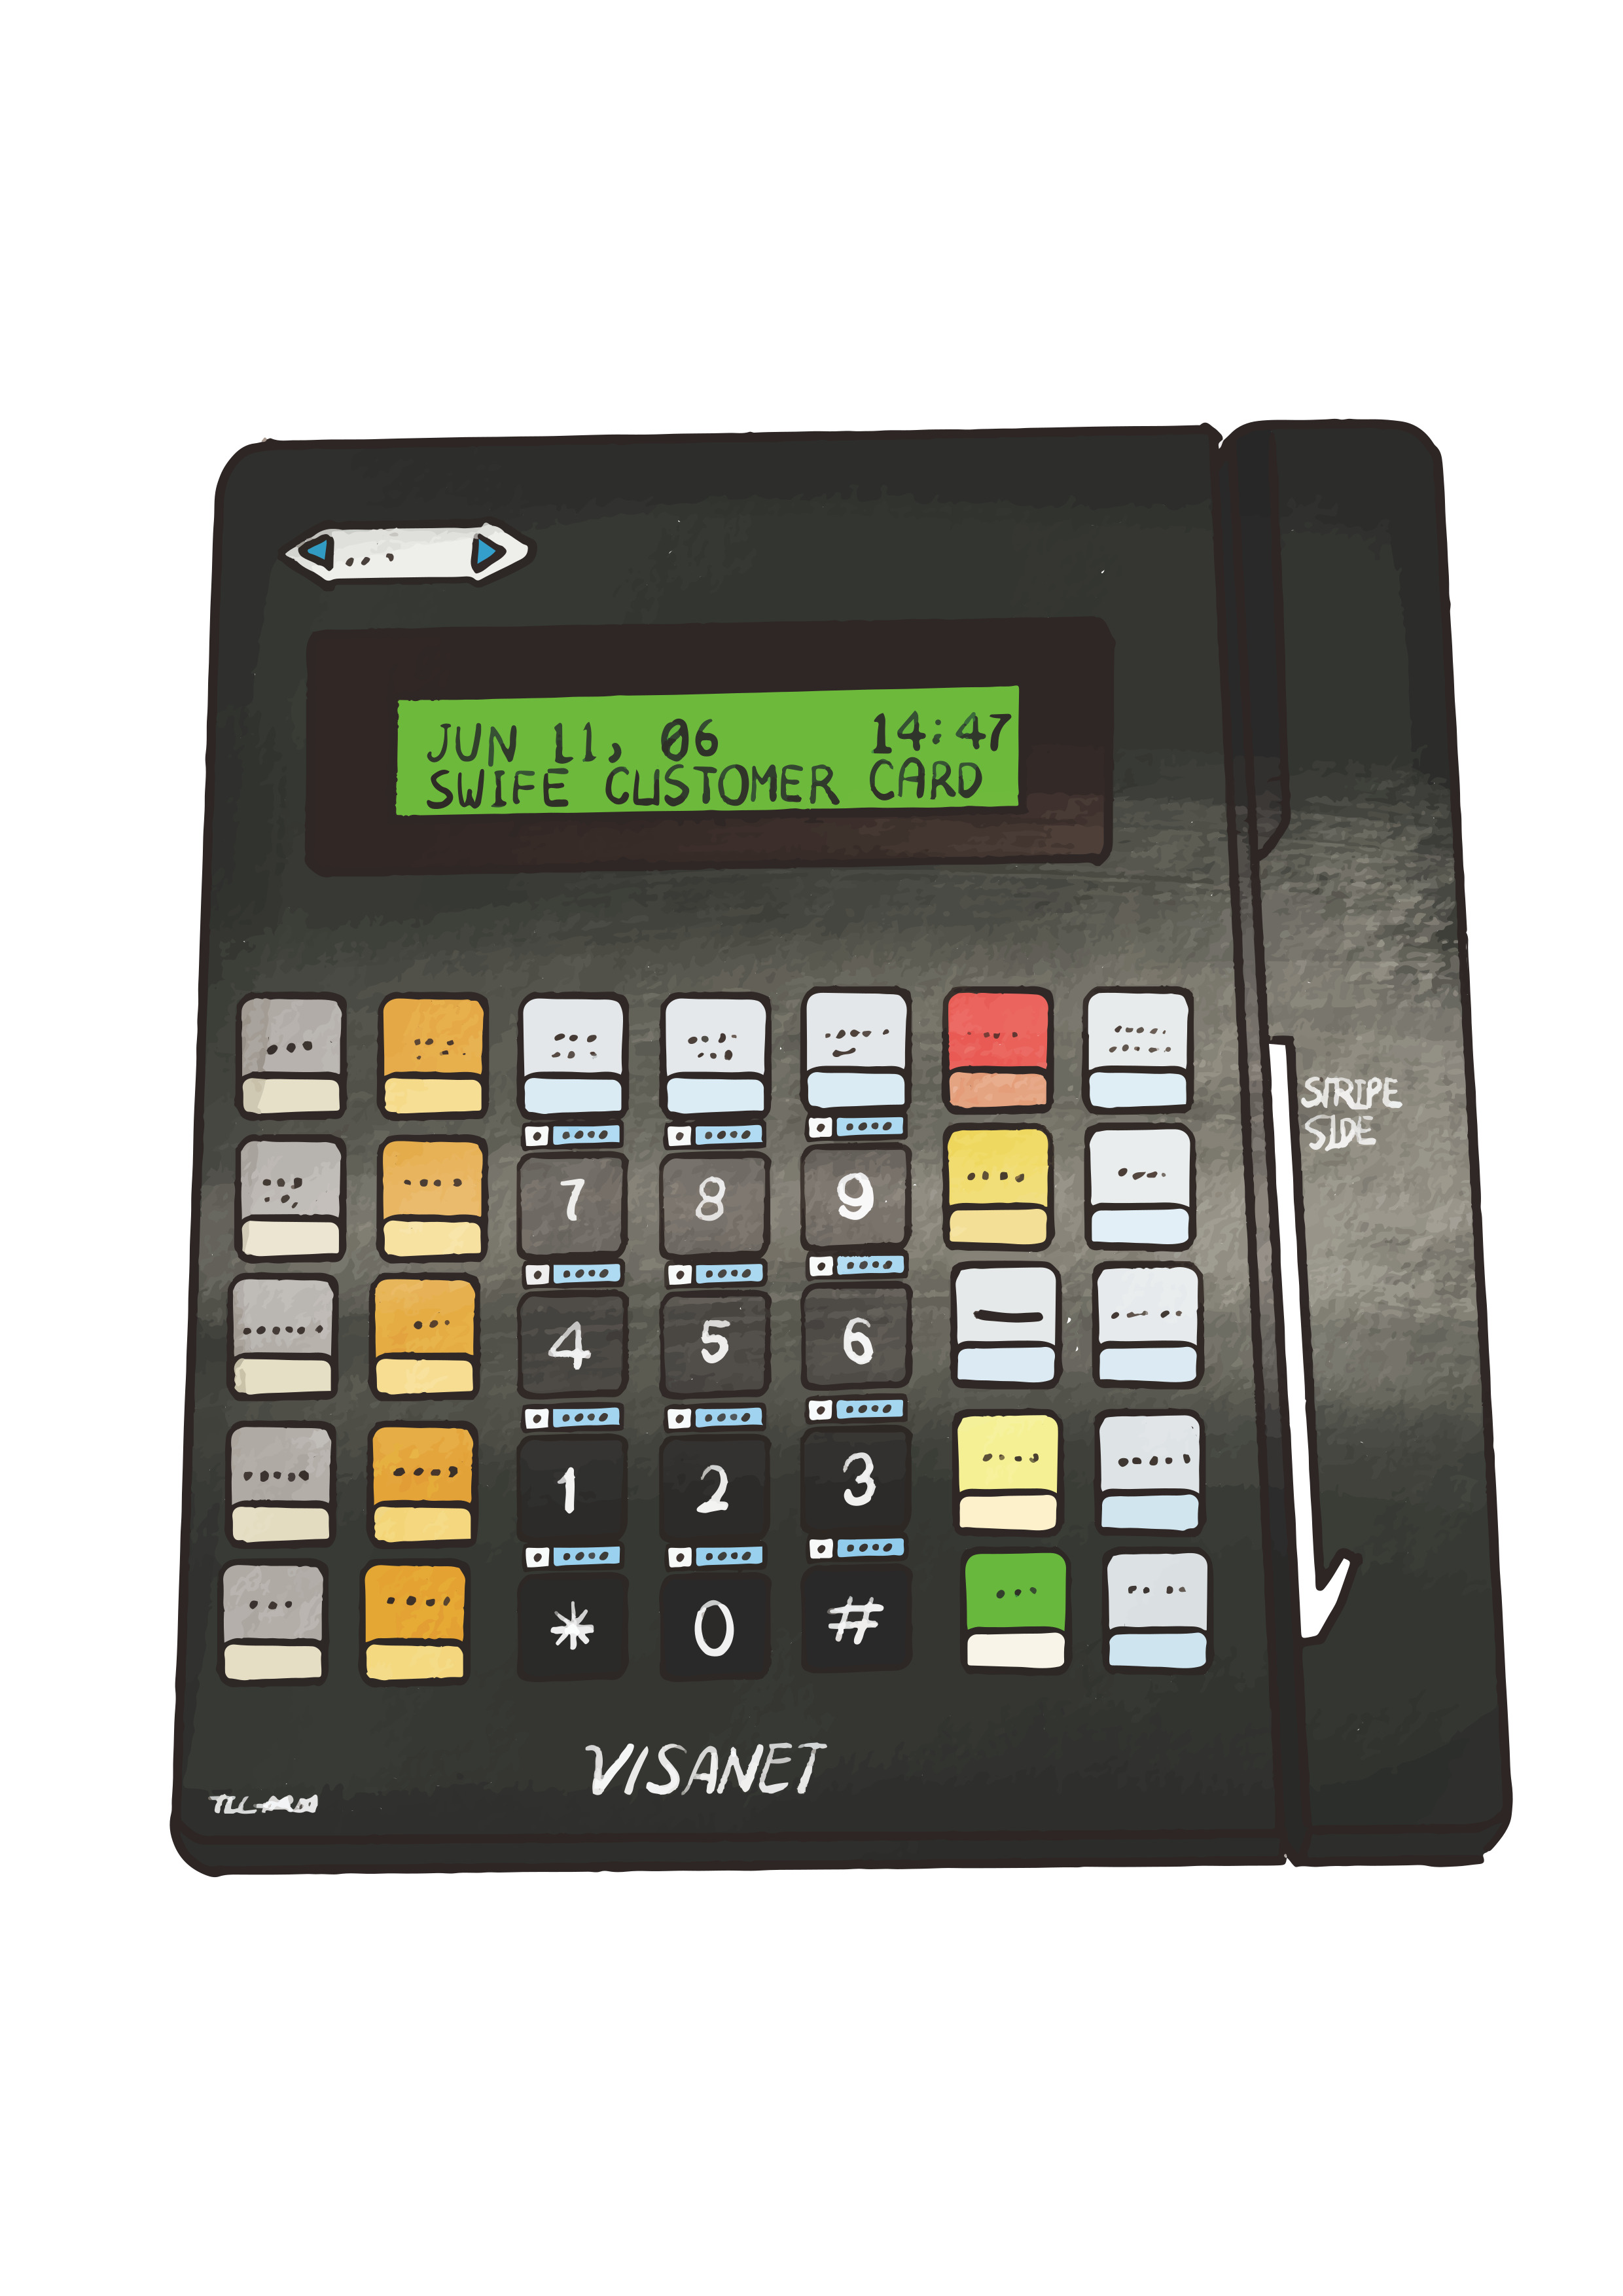 JUN 11, 06 14:47
SWIFE CUSTOMER CARD
STRIPE
SIDE
7 8 9
4 5 6
1 2 3
* 0 #
VISANET